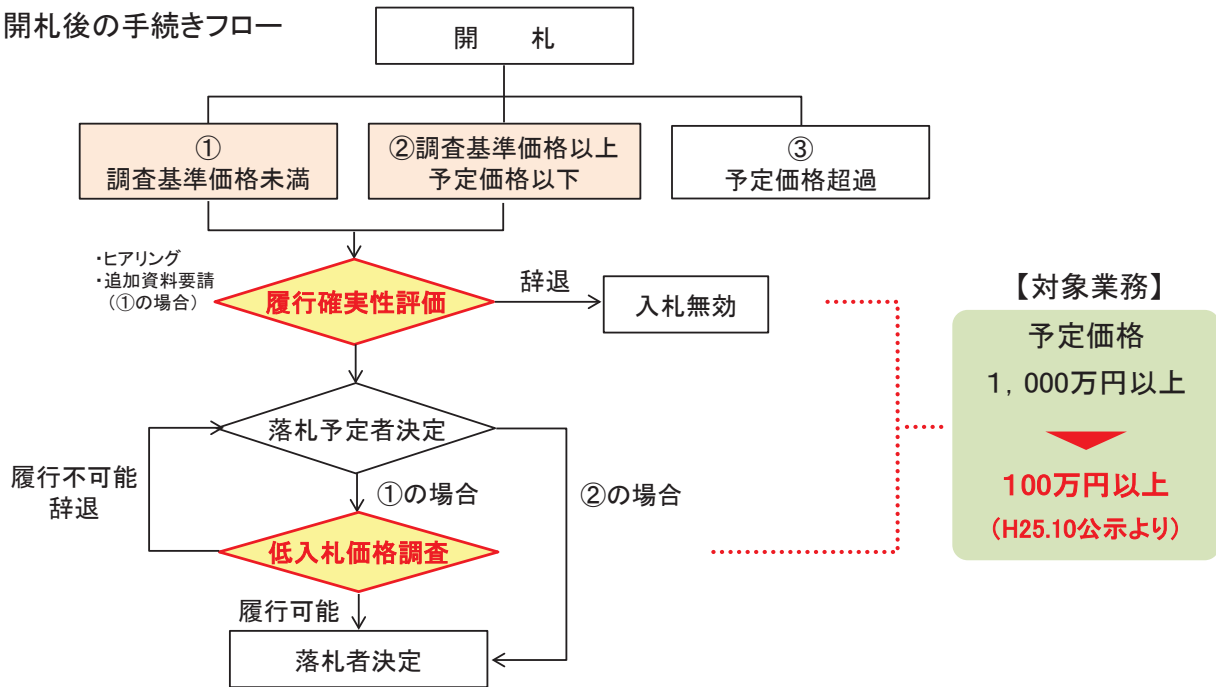 開札後の手続きフロー
開 札
①
調査基準価格未満
②調査基準価格以上
予定価格以下
③
予定価格超過
・ヒアリング
・追加資料要請
(①の場合)
履行確実性評価
辞退
入札無効
落札予定者決定
履行不可能
辞退
①の場合
②の場合
低入札価格調査
履行可能
落札者決定
【対象業務】
予定価格
1,000万円以上
100万円以上
(H25.10公示より)